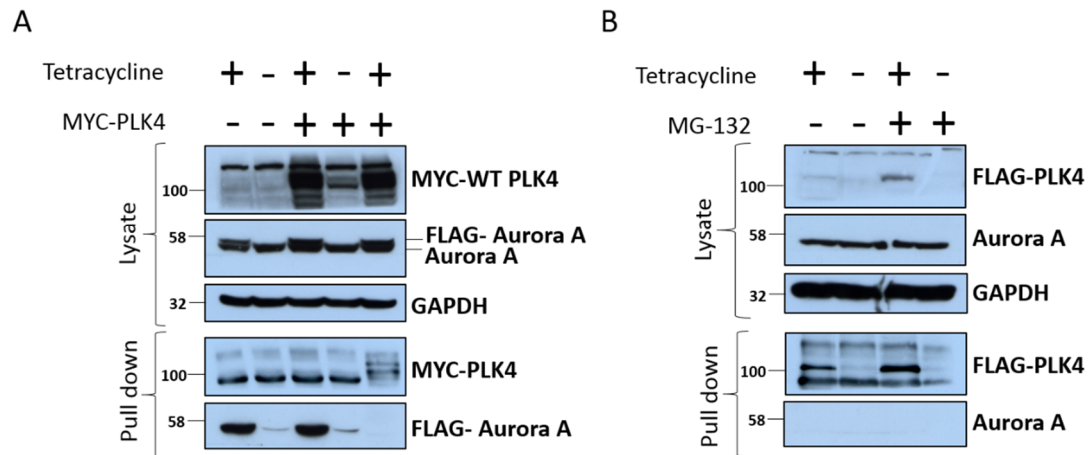 A
Tetracycline + - + - +
MYC-PLK4 - - + + +
Lysate
100
MYC-WT PLK4
58
FLAG- Aurora A
Aurora A
32
GAPDH
Pull down
100
MYC-PLK4
58
FLAG- Aurora A
B
Tetracycline + - + -
MG-132 - - + +
Lysate
100
FLAG-PLK4
58
Aurora A
32
GAPDH
Pull down
100
FLAG-PLK4
58
Aurora A